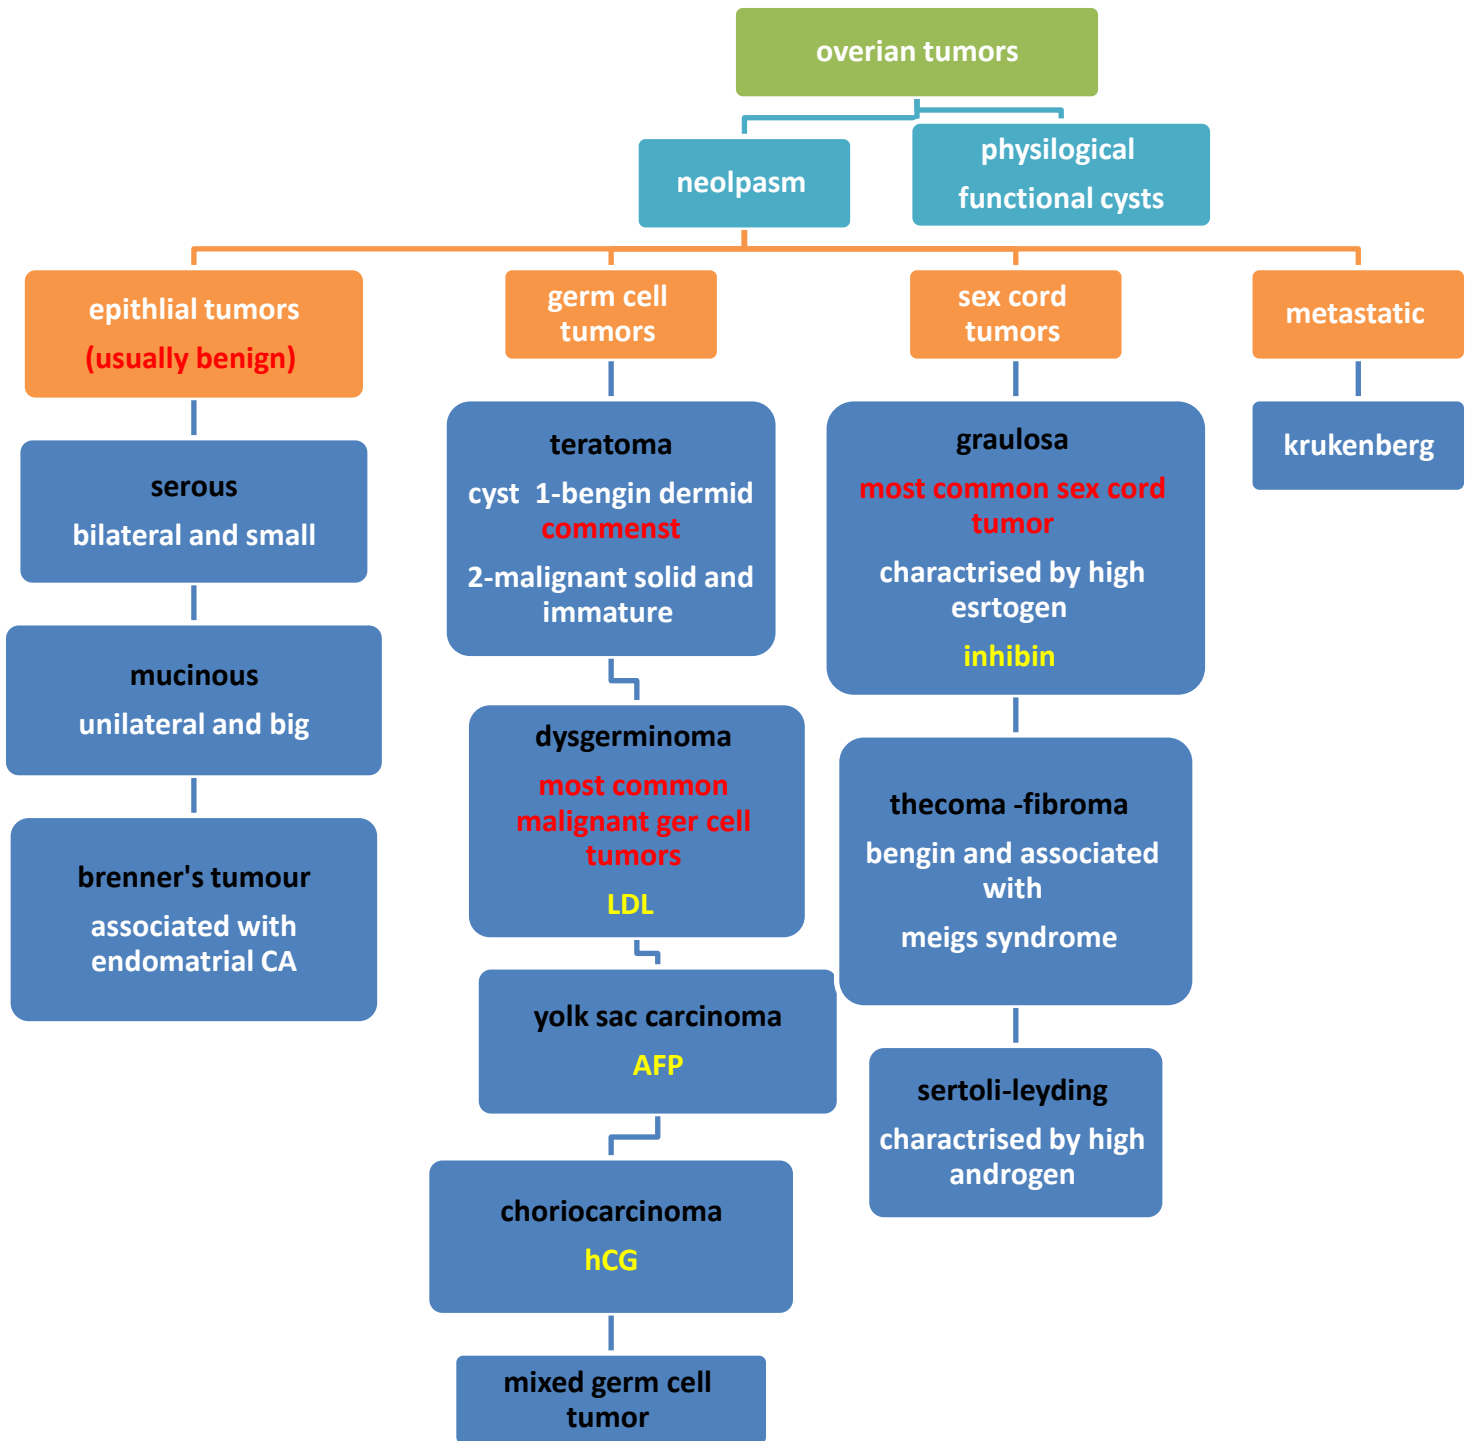 overian tumors
neolpasm
physilogical
functional cysts
epithlial tumors
(usually benign)
germ cell
tumors
sex cord
tumors
metastatic
serous
bilateral and small
mucinous
unilateral and big
brenner's tumour
associated with
endomatrial CA
teratoma
cyst 1-bengin dermid
commenst
2-malignant solid and
immature
dysgerminoma
most common
malignant ger cell
tumors
LDL
yolk sac carcinoma
AFP
choriocarcinoma
hCG
mixed germ cell
tumor
graulosa
most common sex cord
tumor
charactrised by high
esrtogen
inhibin
thecoma -fibroma
bengin and associated
with
meigs syndrome
sertoli-leyding
charactrised by high
androgen
krukenberg